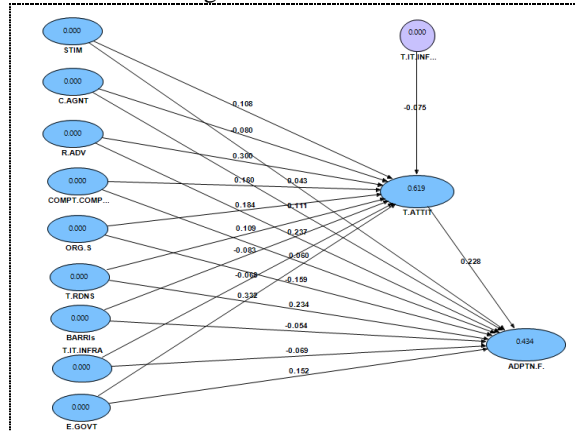 0.000
STIM
0.000
T.IT.INF...
0.000
C.AGNT
0.108
-0.075
-0.080
0.000
R.ADV
0.300
0.000
COMPT.COMP...
0.160
0.043
0.619
T.ATTIT
0.184
0.111
0.000
ORG.S
0.109
0.237
-0.083
0.060
0.228
0.000
T.RDNS
-0.068
-0.159
0.332
0.234
0.000
BARRIs
-0.054
0.434
ADPTN.F.
T.IT.INFRA
0.000
-0.069
0.152
0.000
E.GOVT